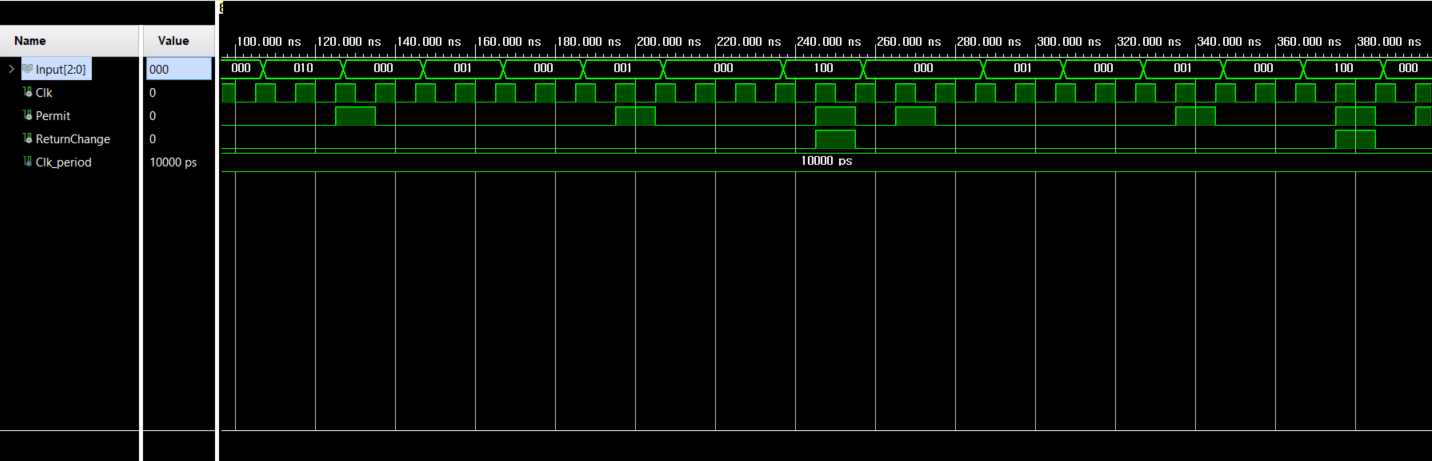 Name Value
100.000 ns 120.000 ns 140.000 ns 160.000 ns 180.000 ns 200.000 ns 220.000 ns 240.000 ns 260.000 ns 280.000 ns 300.000 ns 320.000 ns 340.000 ns 360.000 ns 380.000 ns
Input[2:0] 000 000 010 000 001 000 001 000 100 000 001 000 001 000 100 000
Clk 0
Permit 0
ReturnChange 0
Clk_period 10000 ps 10000 ps